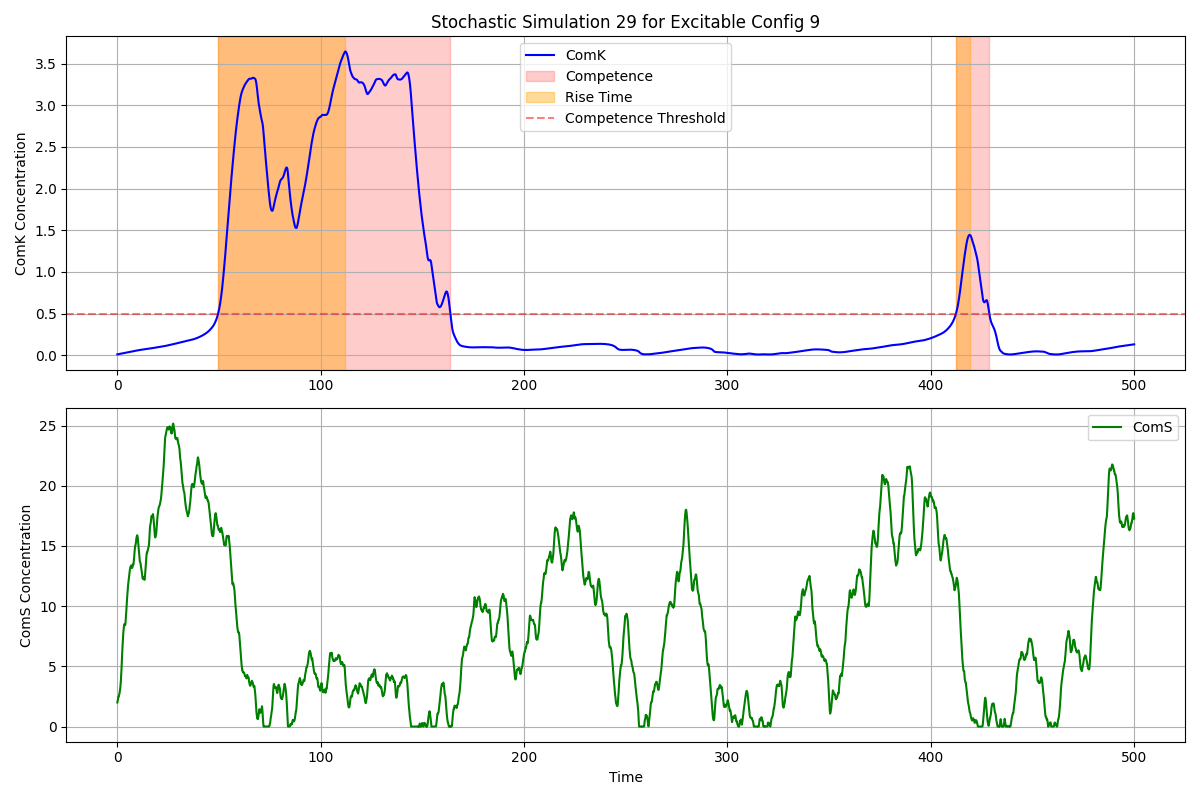 Stochastic Simulation 29 for Excitable Config 9
ComK Concentration
3.5
3.0
2.5
2.0
1.5
1.0
0.5
0.0
ComK
Competence
Rise Time
Competence Threshold
0 100 200 300 400 500
ComS Concentration
25
20
15
10
5
0
ComS
0 100 200 300 400 500
Time